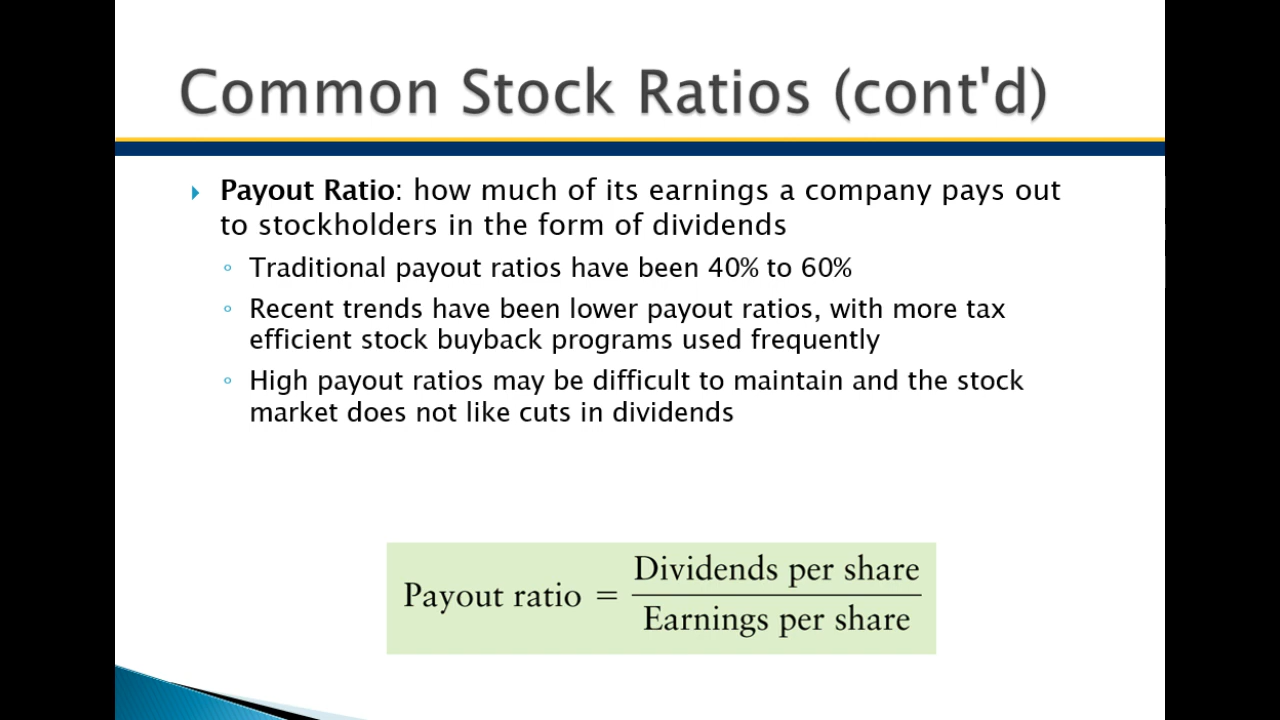 Common Stock Ratios (cont'd)
Payout Ratio: how much of its earnings a company pays out
to stockholders in the form of dividends
Traditional payout ratios have been 40% to 60%
Recent trends have been lower payout ratios, with more tax
efficient stock buyback programs used frequently
High payout ratios may be difficult to maintain and the stock
market does not like cuts in dividends
Payout ratio = Dividends per share
Earnings per share